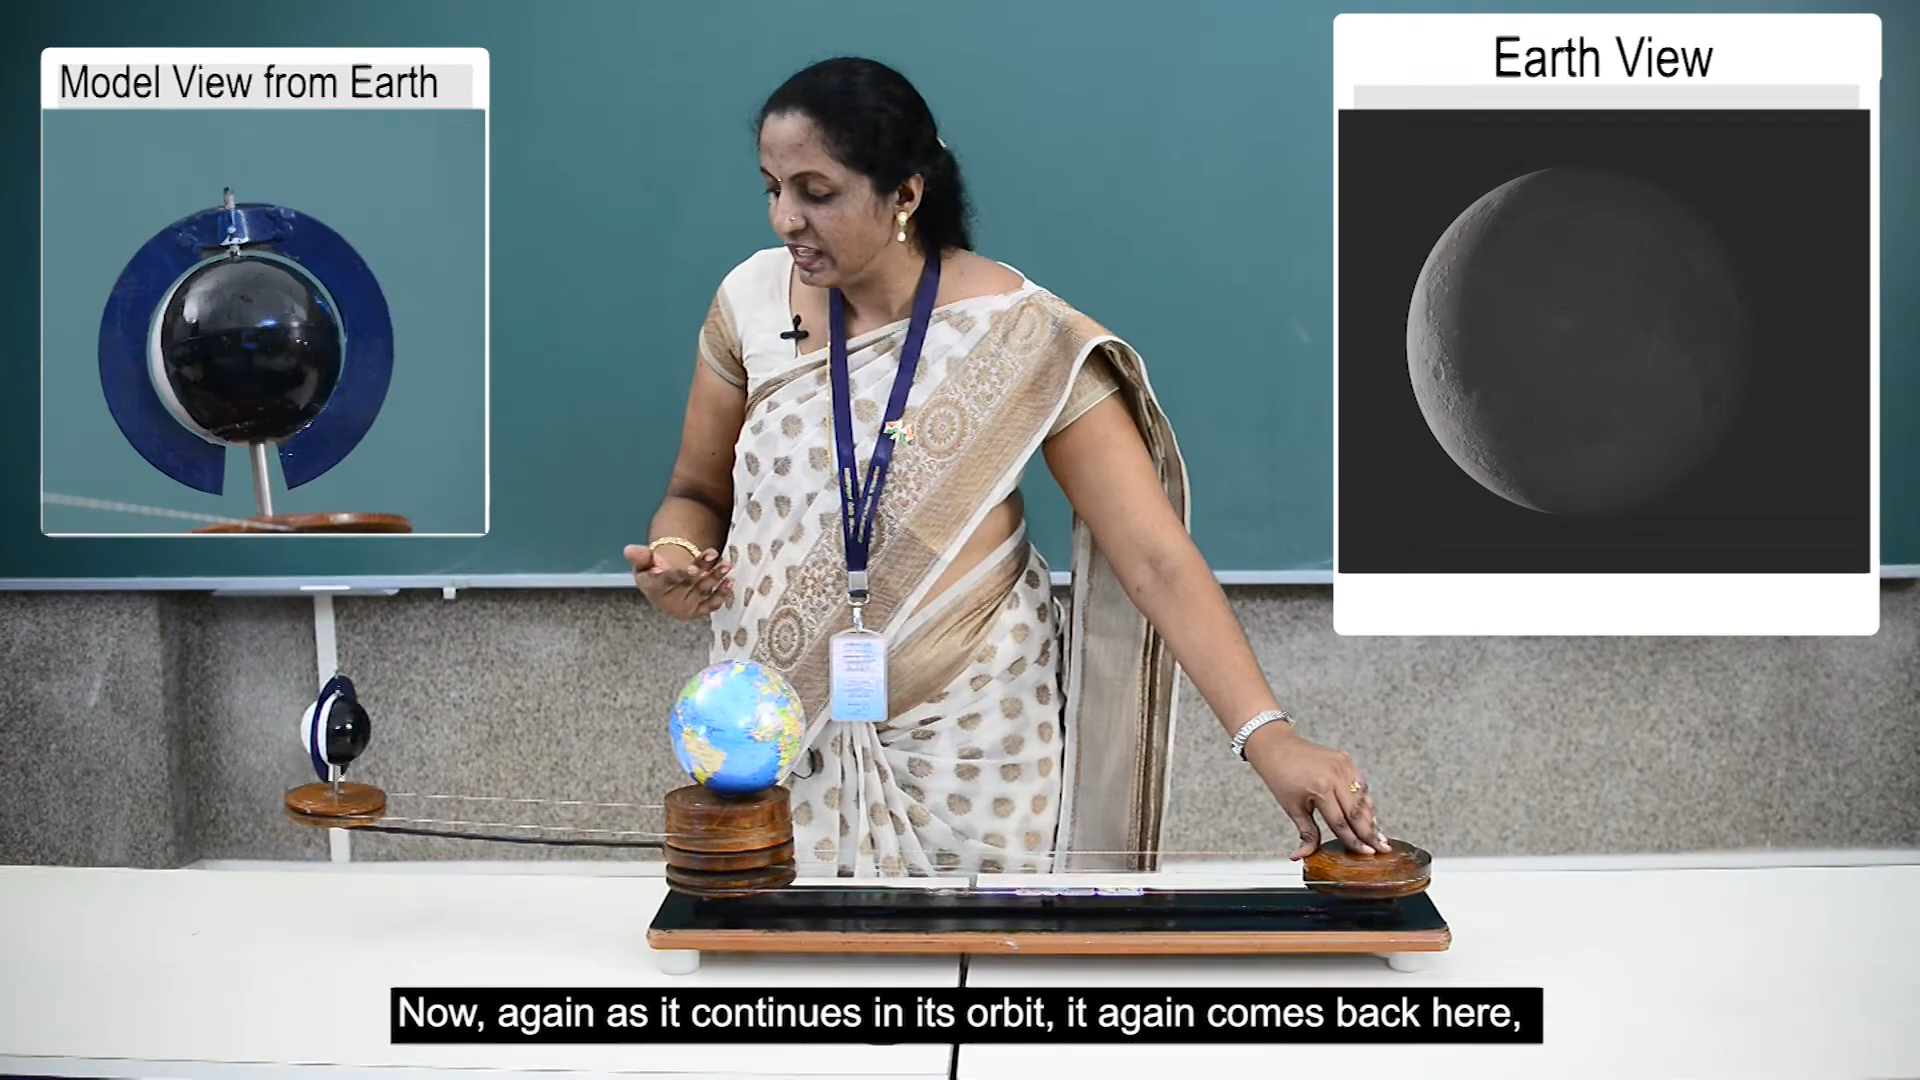 Model View from Earth
Earth View
Now, again as it continues in its orbit, it again comes back here,